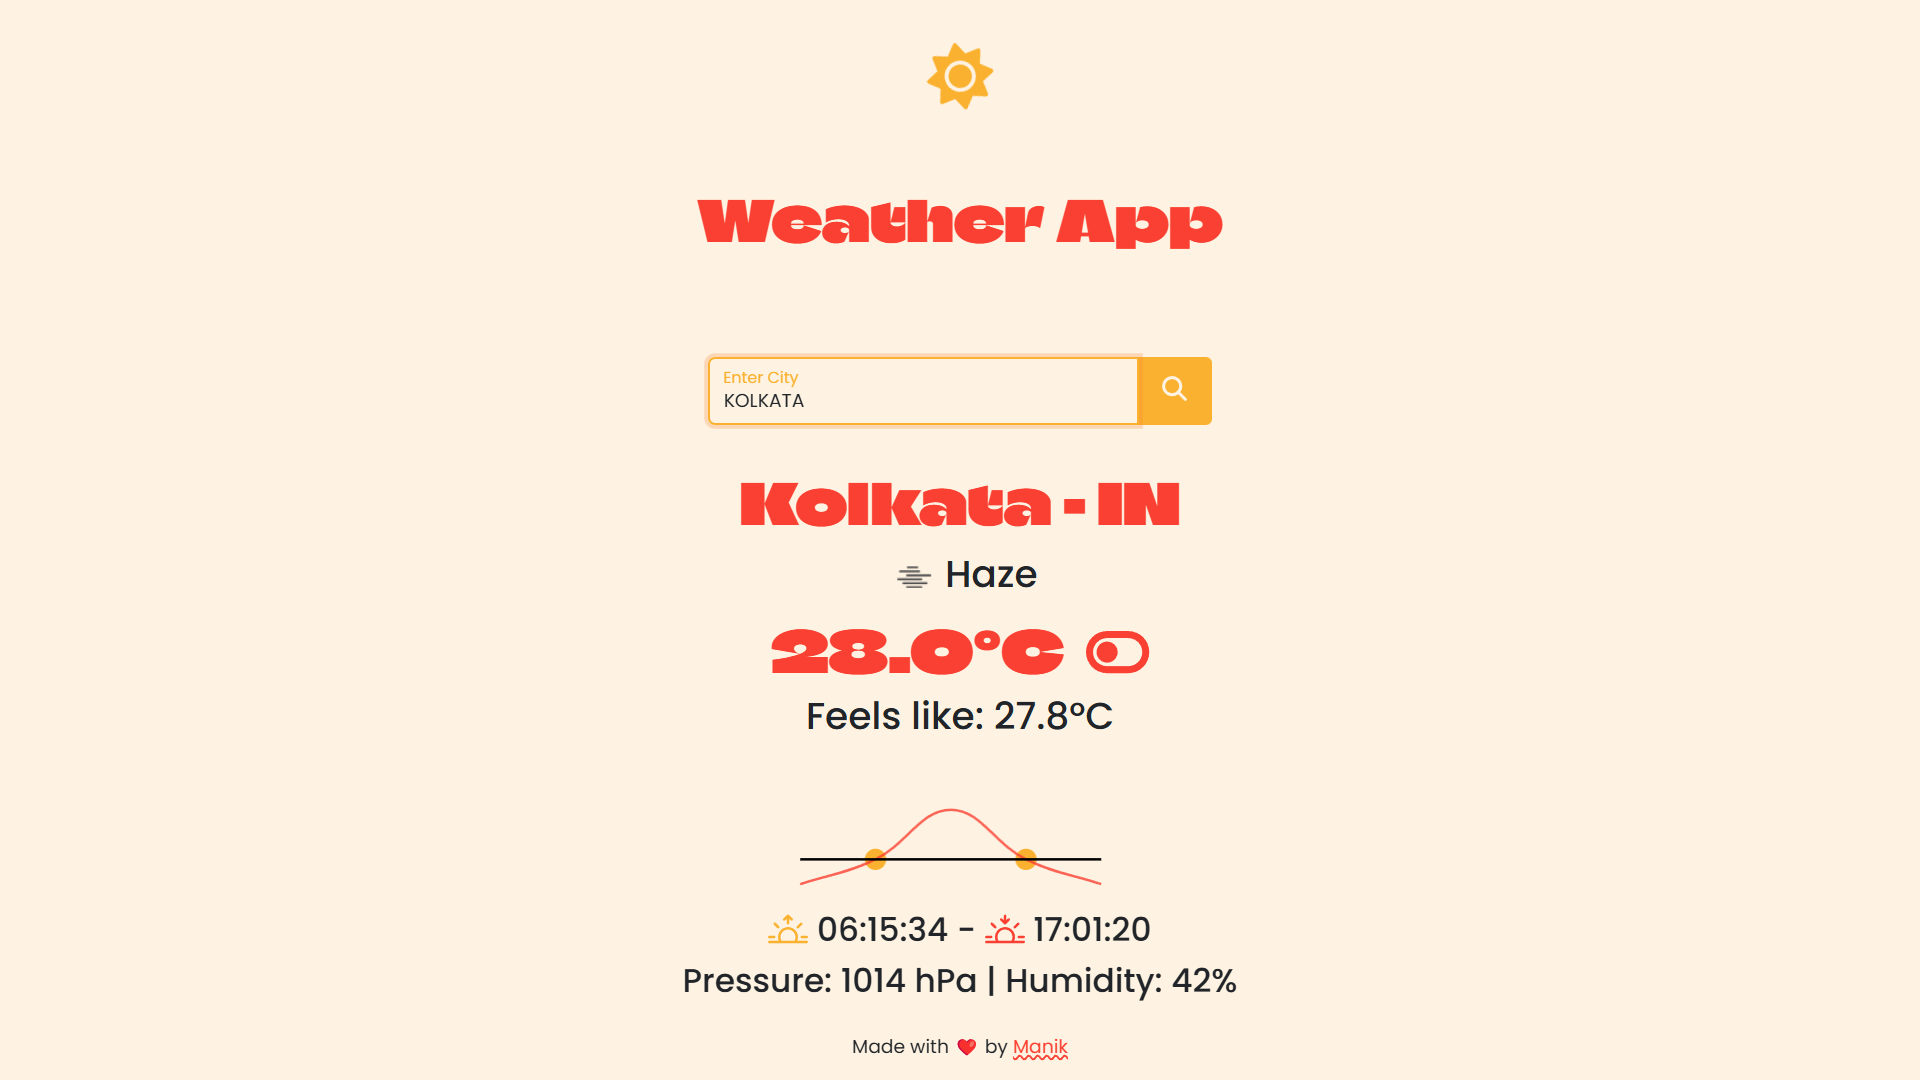 Weather App
Enter City
KOLKATA
Kolkata - IN
Haze
28.0°C
Feels like: 27.8°C
06:15:34 - 17:01:20
Pressure: 1014 hPa | Humidity: 42%
Made with ❤️ by Manik